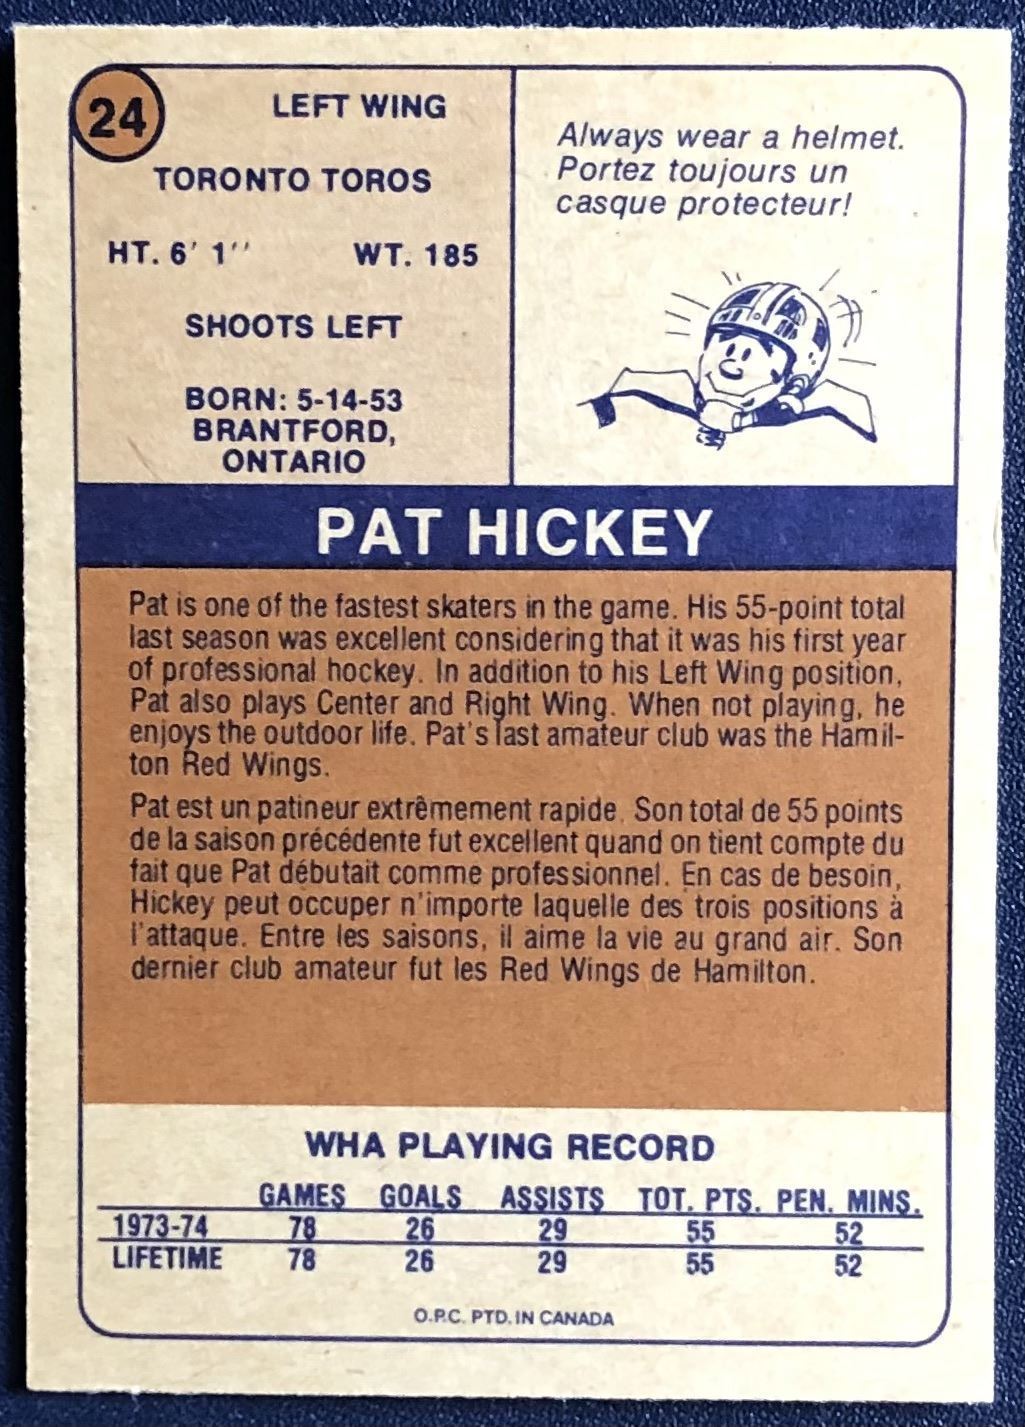 24
LEFT WING
TORONTO TOROS
HT. 6' 1'' WT. 185
SHOOTS LEFT
BORN: 5-14-53
BRANTFORD,
ONTARIO
Always wear a helmet.
Portez toujours un
casque protecteur!
PAT HICKEY
Pat is one of the fastest skaters in the game. His 55-point total
last season was excellent considering that it was his first year
of professional hockey. In addition to his Left Wing position,
Pat also plays Center and Right Wing. When not playing, he
enjoys the outdoor life. Pat's last amateur club was the Hamil-
ton Red Wings.
Pat est un patineur extrêmement rapide. Son total de 55 points
de la saison précédente fut excellent quand on tient compte du
fait que Pat débutait comme professionnel. En cas de besoin,
Hickey peut occuper n'importe laquelle des trois positions à
l'attaque. Entre les saisons, il aime la vie au grand air. Son
dernier club amateur fut les Red Wings de Hamilton.
WHA PLAYING RECORD
GAMES GOALS ASSISTS TOT. PTS. PEN. MINS.
1973-74 78 26 29 55 52
LIFETIME 78 26 29 55 52
O.P.C. PTD. IN CANADA